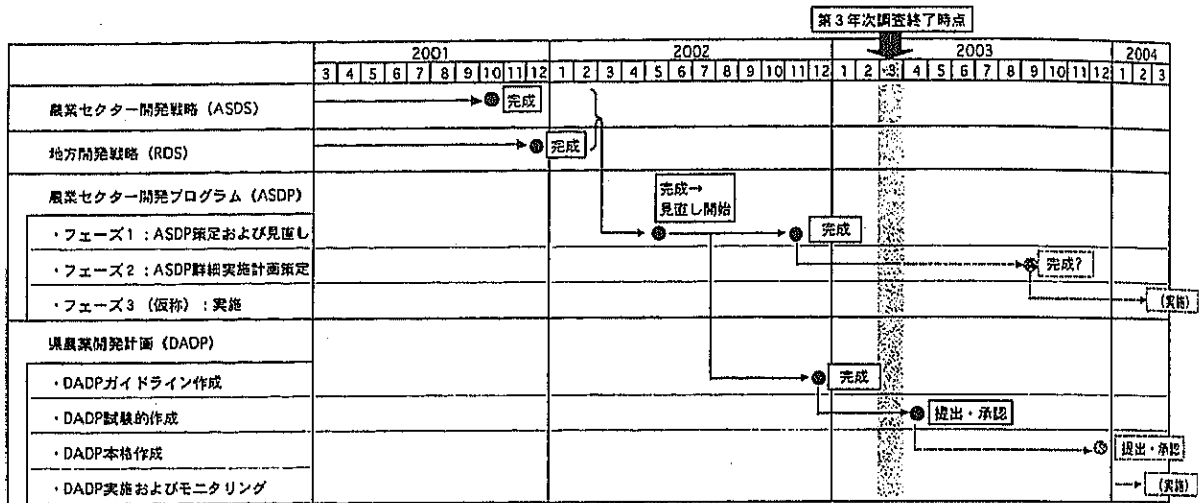 第3年次調査終了時点
2001 2002 2003 2004
3 4 5 6 7 8 9 10 11 12 1 2 3 4 5 6 7 8 9 10 11 12 1 2 3 4 5 6 7 8 9 10 11 12 1 2 3
農業セクター開発戦略 (ASDS) 完成
地方開発戦略 (RDS) 完成
農業セクター開発プログラム (ASDP)
完成→
見直し開始
・フェーズ1 : ASDP策定および見直し 完成
・フェーズ2 : ASDP詳細実施計画策定 完成?
・フェーズ3 (仮称) : 実施 (実施)
県農業開発計画 (DADP)
・DADPガイドライン作成 完成
・DADP試験的作成 提出・承認
・DADP本格作成 提出・承認
・DADP実施およびモニタリング (実施)